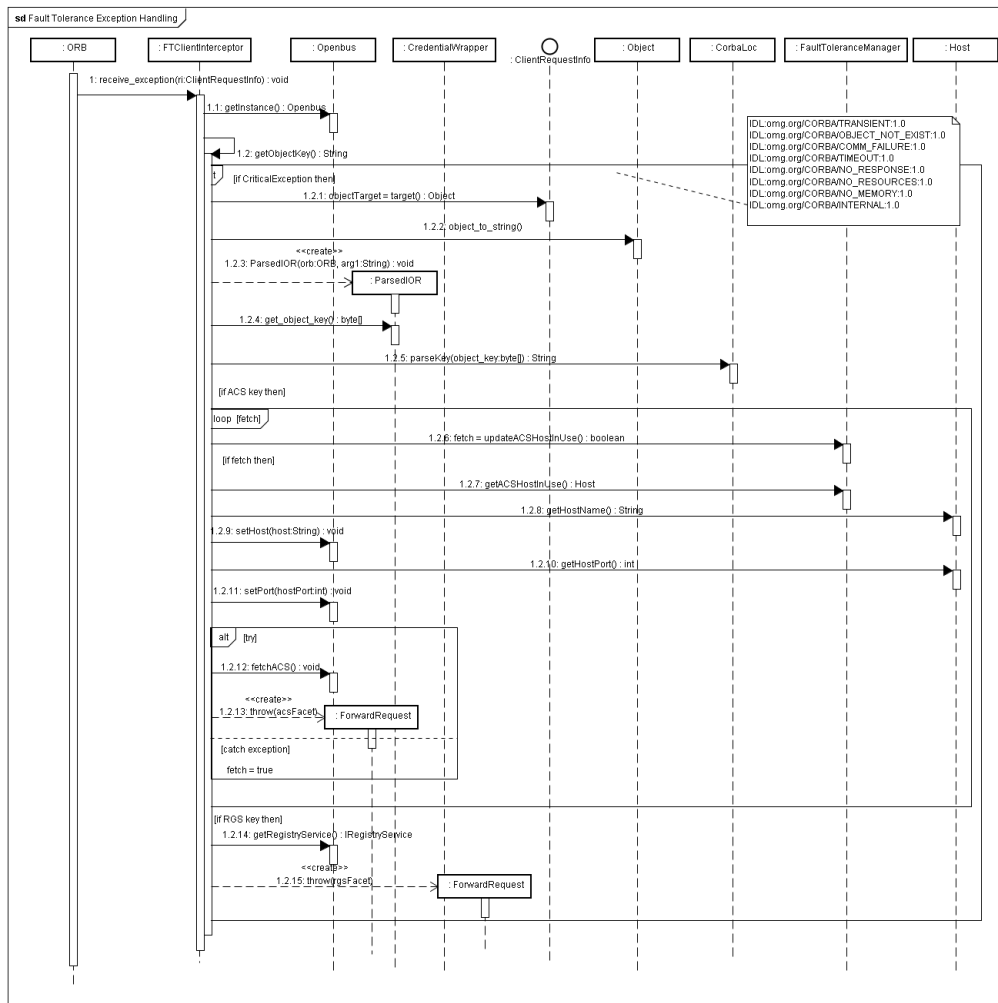 sd Fault Tolerance Exception Handling
: ORB
: FTClientInterceptor
: Openbus
: CredentialWrapper
: ClientRequestInfo
: Object
: CorbaLoc
: FaultToleranceManager
: Host
1: receive_exception(ri:ClientRequestInfo) : void
1.1: getInstance() : Openbus
1.2: getObjectKey() : String
IDL:omg.org/CORBA/TRANSIENT:1.0
IDL:omg.org/CORBA/OBJECT_NOT_EXIST:1.0
IDL:omg.org/CORBA/COMM_FAILURE:1.0
IDL:omg.org/CORBA/TIMEOUT:1.0
IDL:omg.org/CORBA/NO_RESPONSE:1.0
IDL:omg.org/CORBA/NO_RESOURCES:1.0
IDL:omg.org/CORBA/NO_MEMORY:1.0
IDL:omg.org/CORBA/INTERNAL:1.0
[if CriticalException then]
1.2.1: objectTarget = target() : Object
1.2.2: object_to_string()
<<create>>
1.2.3: ParsedIOR(orb:ORB, arg1:String) : void
: ParsedIOR
1.2.4: get_object_key() : byte[]
1.2.5: parseKey(object_key:byte[]) : String
[if ACS key then]
loop [fetch]
1.2.6: fetch = updateACSHostInUse() : boolean
[if fetch then]
1.2.7: getACSHostInUse() : Host
1.2.8: getHostName() : String
1.2.9: setHost(host:String) : void
1.2.10: getHostPort() : int
1.2.11: setPort(hostPort:int) : void
alt [try]
1.2.12: fetchACS() : void
<<create>>
1.2.13: throw(acsFacet)
: ForwardRequest
[catch exception]
fetch = true
[if RGS key then]
1.2.14: getRegistryService() : IRegistryService
<<create>>
1.2.15: throw(rgsFacet)
: ForwardRequest